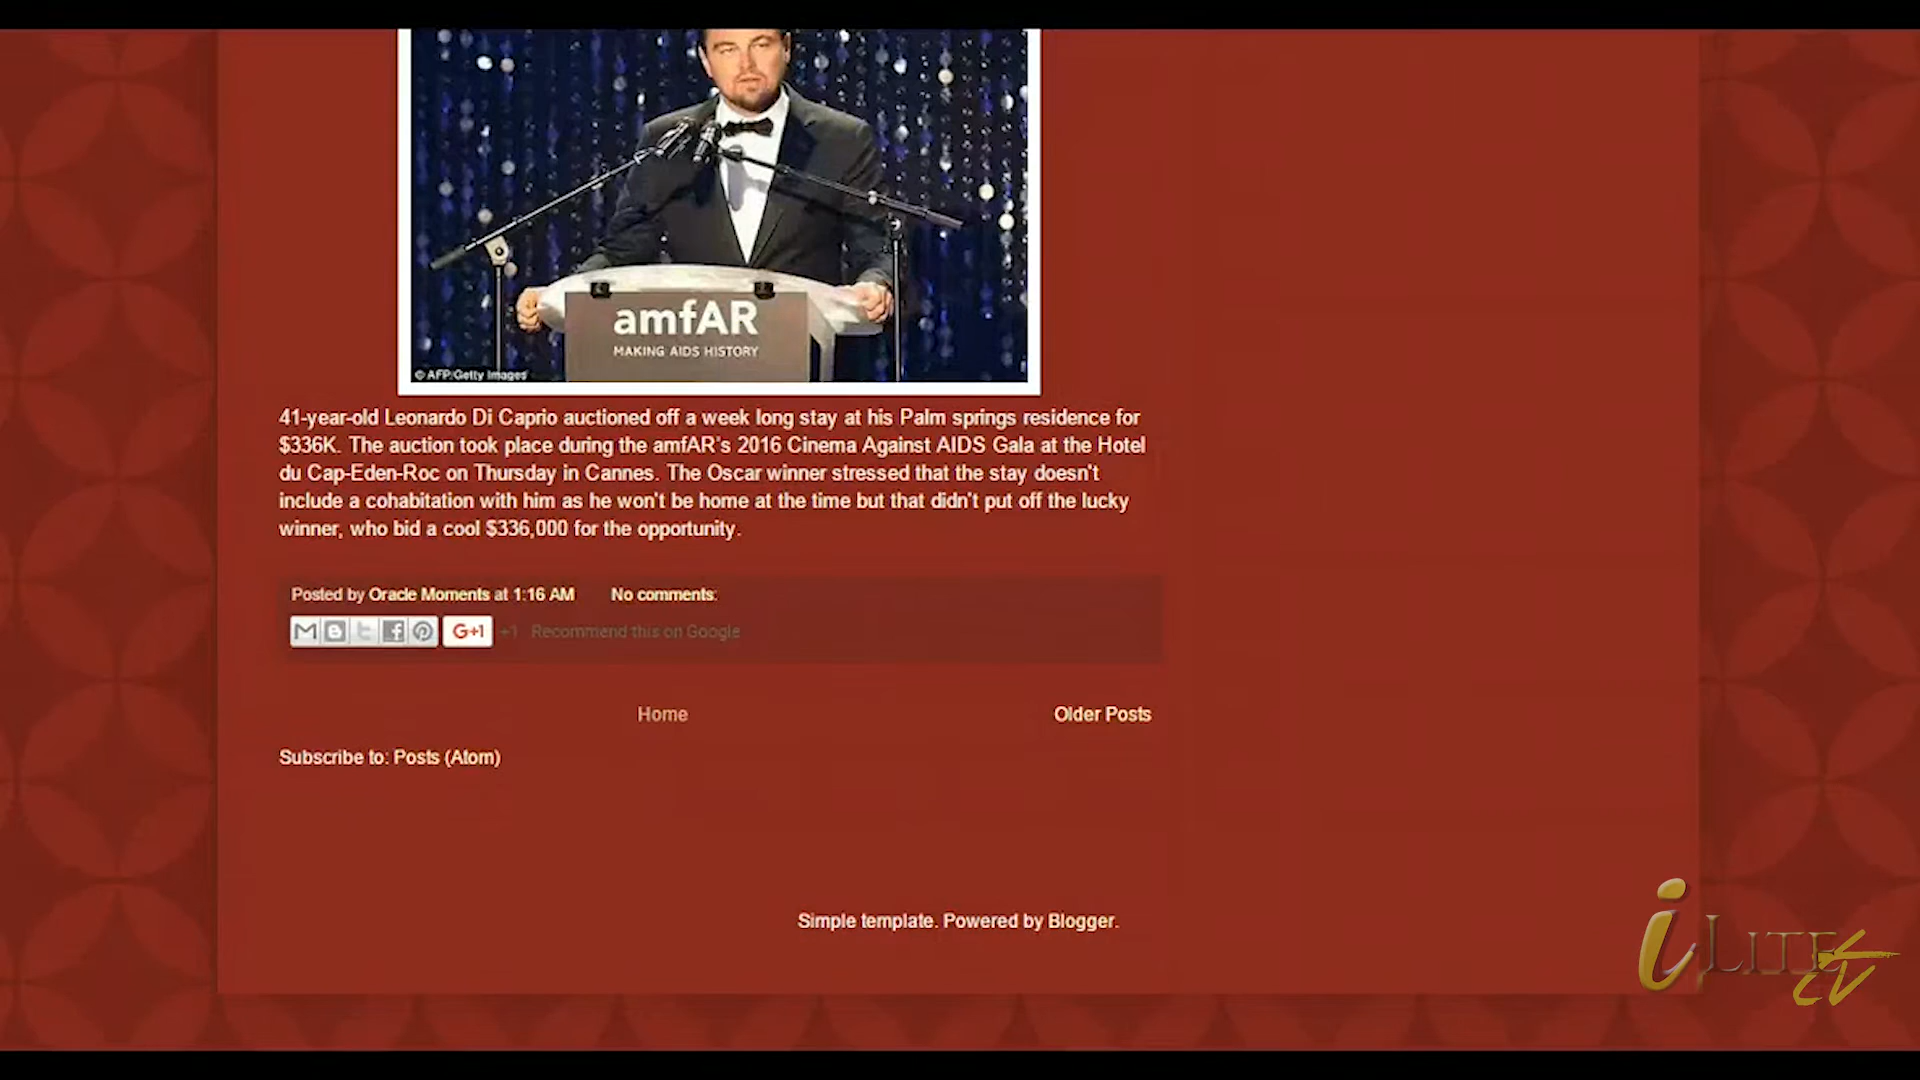 amfAR
MAKING AIDS HISTORY
© AFP/Getty Images
41-year-old Leonardo Di Caprio auctioned off a week long stay at his Palm springs residence for
$336K. The auction took place during the amfAR's 2016 Cinema Against AIDS Gala at the Hotel
du Cap-Eden-Roc on Thursday in Cannes. The Oscar winner stressed that the stay doesn't
include a cohabitation with him as he won't be home at the time but that didn't put off the lucky
winner, who bid a cool $336,000 for the opportunity.
Posted by Oracle Moments at 1:16 AM No comments:
G+1 +1 Recommend this on Google
Home Older Posts
Subscribe to: Posts (Atom)
Simple template. Powered by Blogger.
iLITE tv